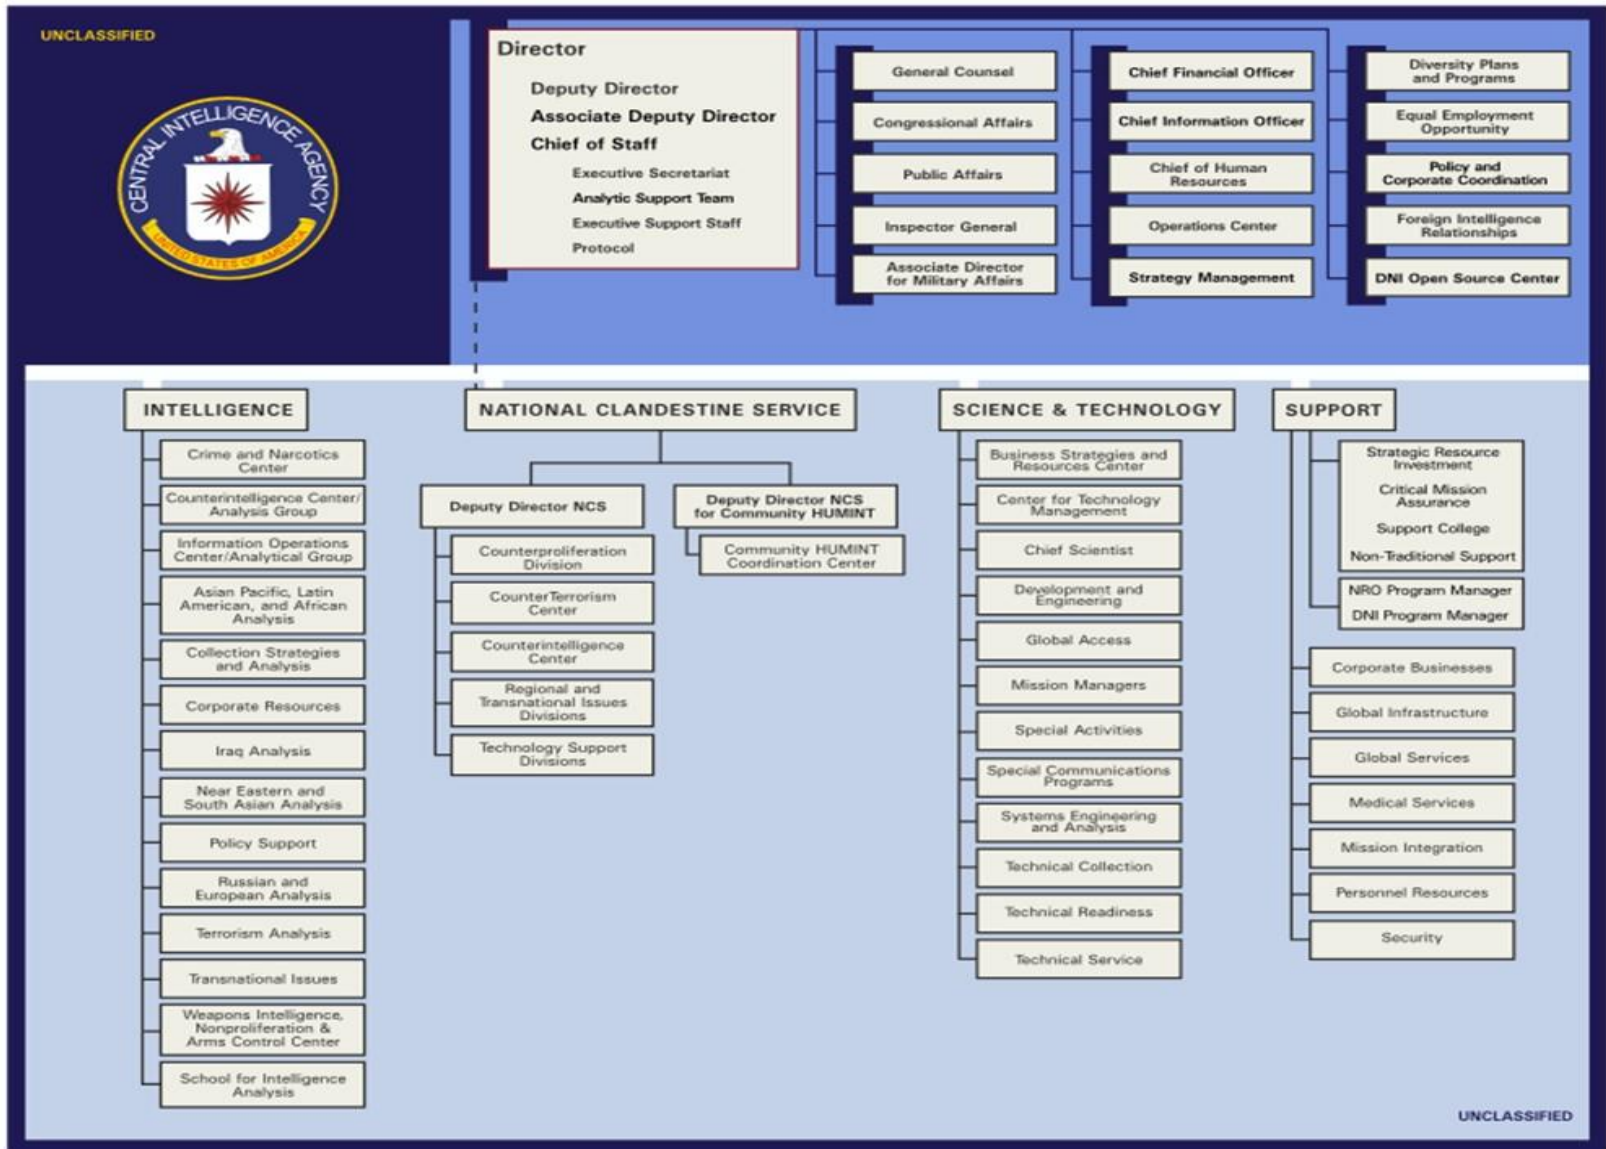 UNCLASSIFIED
CENTRAL INTELLIGENCE AGENCY
UNITED STATES OF AMERICA
Director
Deputy Director
Associate Deputy Director
Chief of Staff
Executive Secretariat
Analytic Support Team
Executive Support Staff
Protocol
General Counsel
Congressional Affairs
Public Affairs
Inspector General
Associate Director
for Military Affairs
Chief Financial Officer
Chief Information Officer
Chief of Human
Resources
Operations Center
Strategy Management
Diversity Plans
and Programs
Equal Employment
Opportunity
Policy and
Corporate Coordination
Foreign Intelligence
Relationships
DNI Open Source Center
INTELLIGENCE
Crime and Narcotics
Center
Counterintelligence Center/
Analysis Group
Information Operations
Center/Analytical Group
Asian Pacific, Latin
American, and African
Analysis
Collection Strategies
and Analysis
Corporate Resources
Iraq Analysis
Near Eastern and
South Asian Analysis
Policy Support
Russian and
European Analysis
Terrorism Analysis
Transnational Issues
Weapons Intelligence,
Nonproliferation &
Arms Control Center
School for Intelligence
Analysis
NATIONAL CLANDESTINE SERVICE
Deputy Director NCS
Counterproliferation
Division
CounterTerrorism
Center
Counterintelligence
Center
Regional and
Transnational Issues
Divisions
Technology Support
Divisions
Deputy Director NCS
for Community HUMINT
Community HUMINT
Coordination Center
SCIENCE & TECHNOLOGY
Business Strategies and
Resources Center
Center for Technology
Management
Chief Scientist
Development and
Engineering
Global Access
Mission Managers
Special Activities
Special Communications
Programs
Systems Engineering
and Analysis
Technical Collection
Technical Readiness
Technical Service
SUPPORT
Strategic Resource
Investment
Critical Mission
Assurance
Support College
Non-Traditional Support
NRO Program Manager
DNI Program Manager
Corporate Businesses
Global Infrastructure
Global Services
Medical Services
Mission Integration
Personnel Resources
Security
UNCLASSIFIED